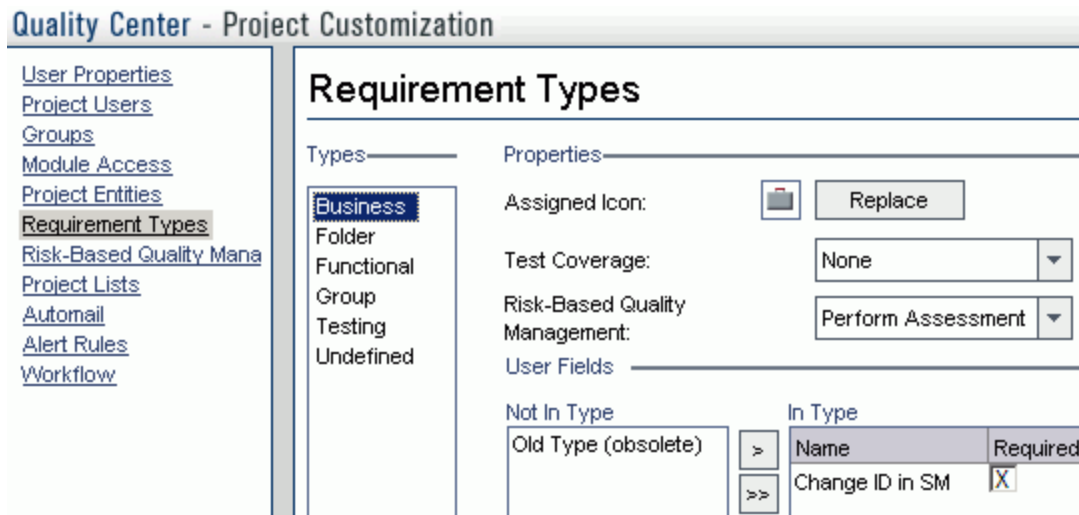 Quality Center - Project Customization
User Properties
Project Users
Groups
Module Access
Project Entities
Requirement Types
Risk-Based Quality Mana
Project Lists
Automail
Alert Rules
Workflow
Requirement Types
Types
Business
Folder
Functional
Group
Testing
Undefined
Properties
Assigned Icon: Replace
Test Coverage: None
Risk-Based Quality
Management: Perform Assessment
User Fields
Not In Type
Old Type (obsolete)
>
>>
In Type
Name Required
Change ID in SM X